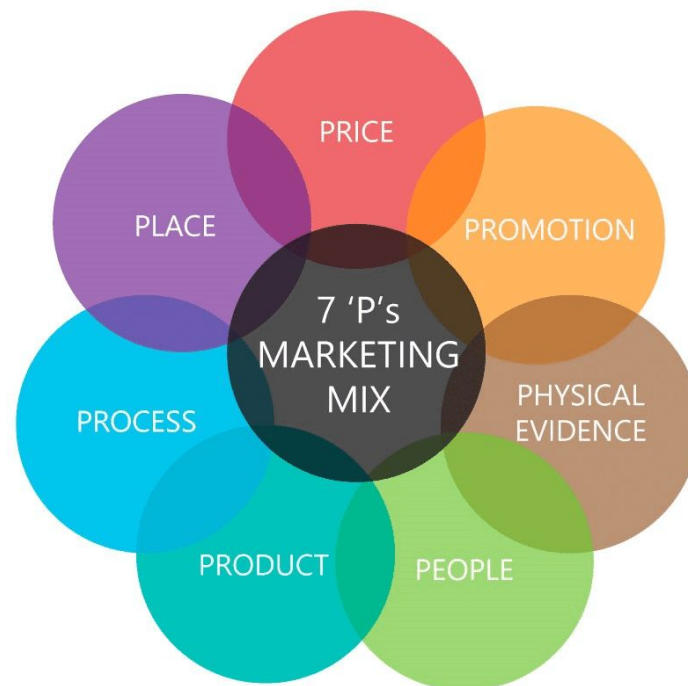 PRICE
PLACE
PROMOTION
7 ‘P‘s
MARKETING
MIX
PHYSICAL
EVIDENCE
PROCESS
PRODUCT
PEOPLE